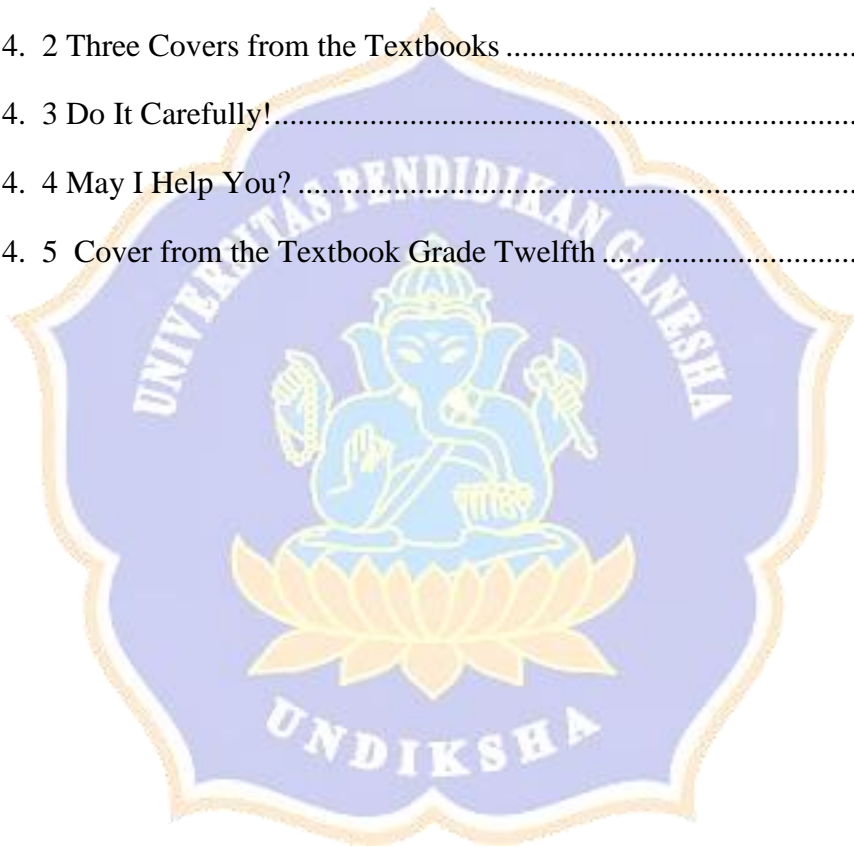 4. 2 Three Covers from the Textbooks ................................................
4. 3 Do It Carefully!................................................................................
4. 4 May I Help You? .............................................................................
4. 5 Cover from the Textbook Grade Twelfth ...................................
UNIVERSITAS PENDIDIKAN GANESHA
UNDIKSHA